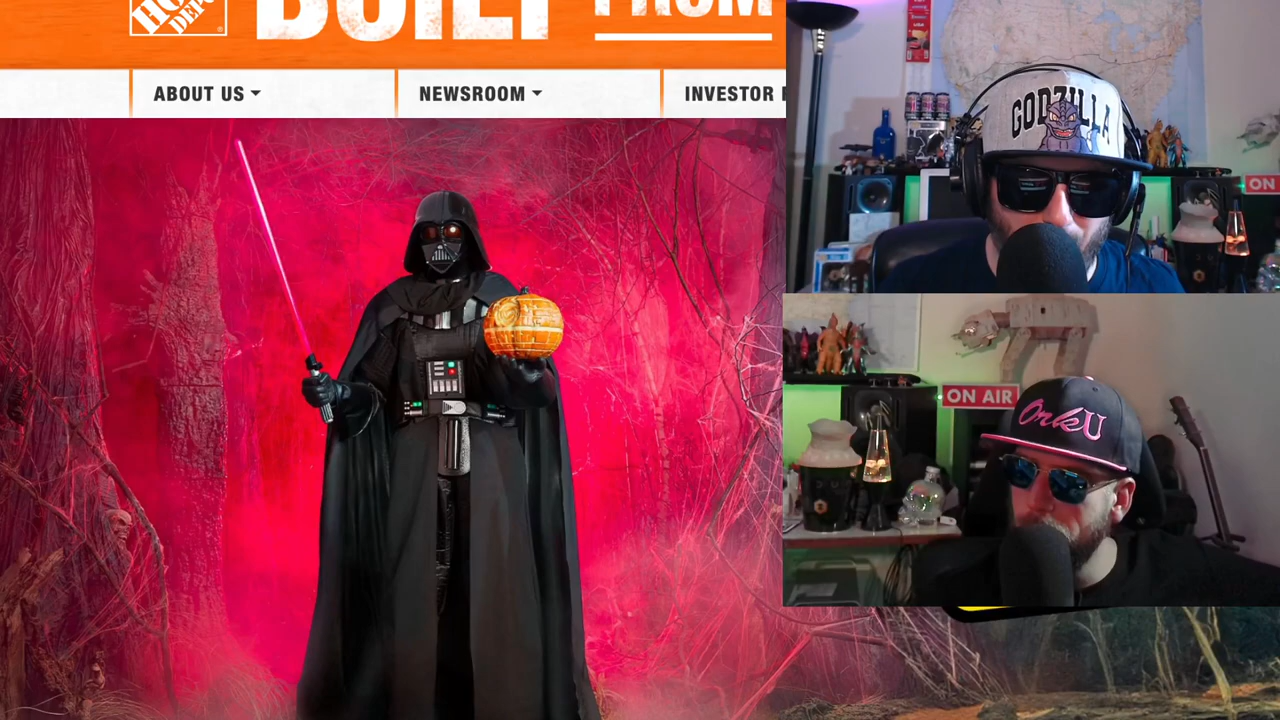 BUILT FROM
ABOUT US
NEWSROOM
INVESTOR
GODZILLA
ON
ON AIR
OrkU